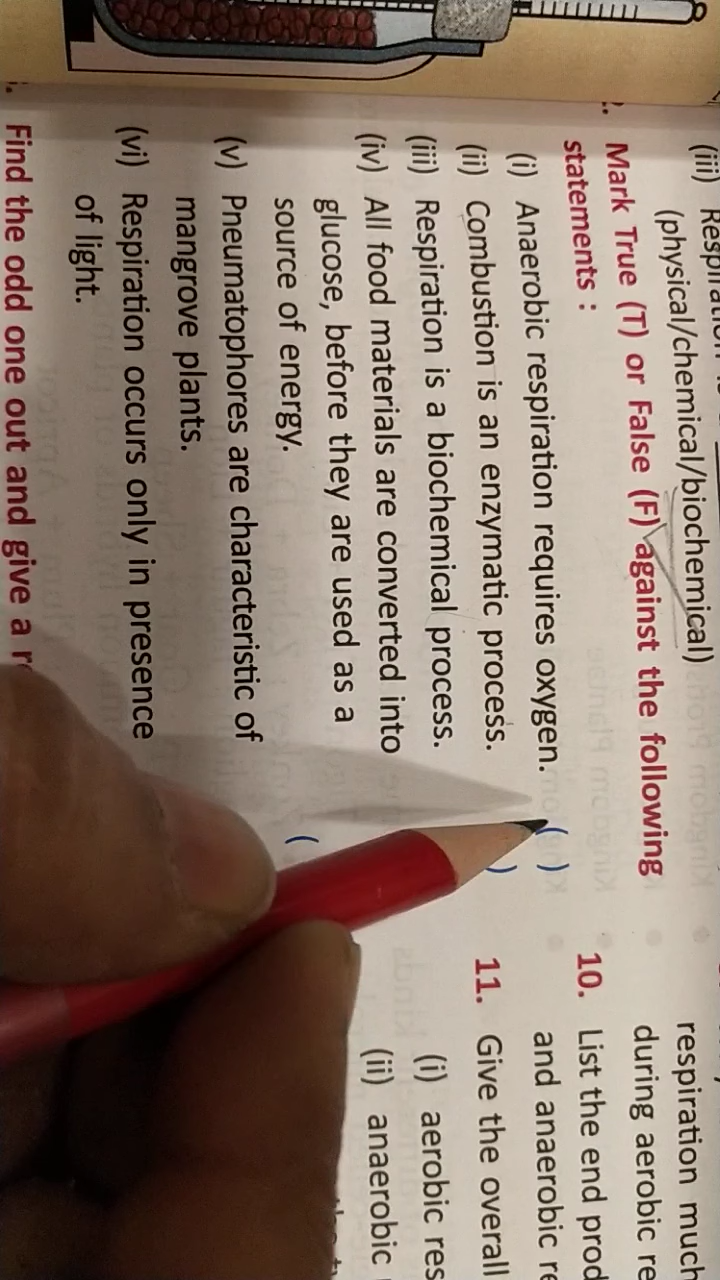 (iii)
(physical/chemical/biochemical)
Mark True (T) or False (F) against the following
statements :
(i) Anaerobic respiration requires oxygen. ( )
(ii) Combustion is an enzymatic process. )
(iii) Respiration is a biochemical process.
(iv) All food materials are converted into
glucose, before they are used as a
source of energy. (
(v) Pneumatophores are characteristic of
mangrove plants.
(vi) Respiration occurs only in presence
of light.
Find the odd one out and give a
respiration much
during aerobic
10. List the end
and anaerobic
11. Give the overall
(i) aerobic
(ii) anaerobic